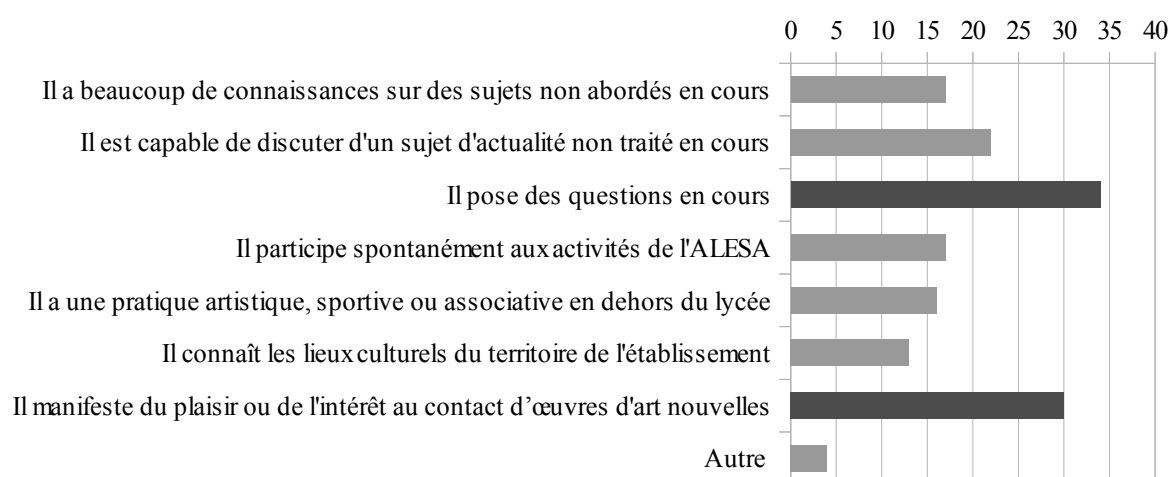 0 5 10 15 20 25 30 35 40
Il a beaucoup de connaissances sur des sujets non abordés en cours
Il est capable de discuter d'un sujet d'actualité non traité en cours
Il pose des questions en cours
Il participe spontanément aux activités de l'ALESA
Il a une pratique artistique, sportive ou associative en dehors du lycée
Il connaît les lieux culturels du territoire de l'établissement
Il manifeste du plaisir ou de l'intérêt au contact d’œuvres d'art nouvelles
Autre